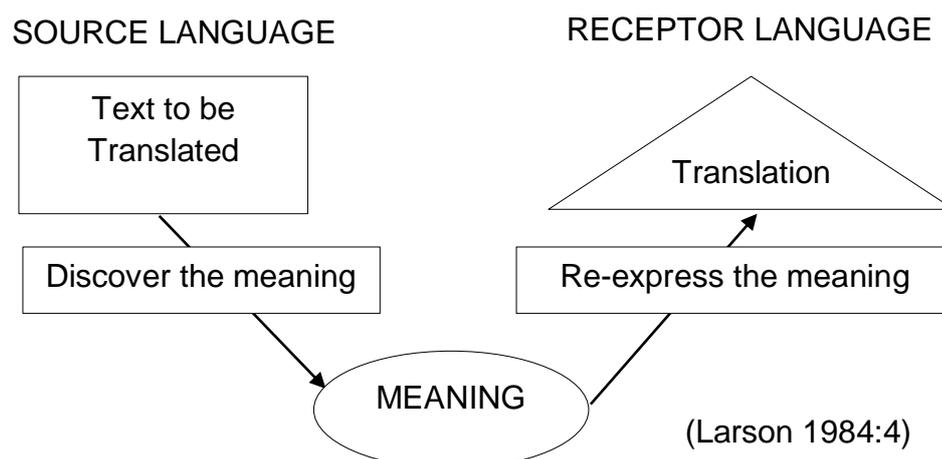 SOURCE LANGUAGE
RECEPTOR LANGUAGE
Text to be
Translated
Translation
Discover the meaning
Re-express the meaning
MEANING
(Larson 1984:4)